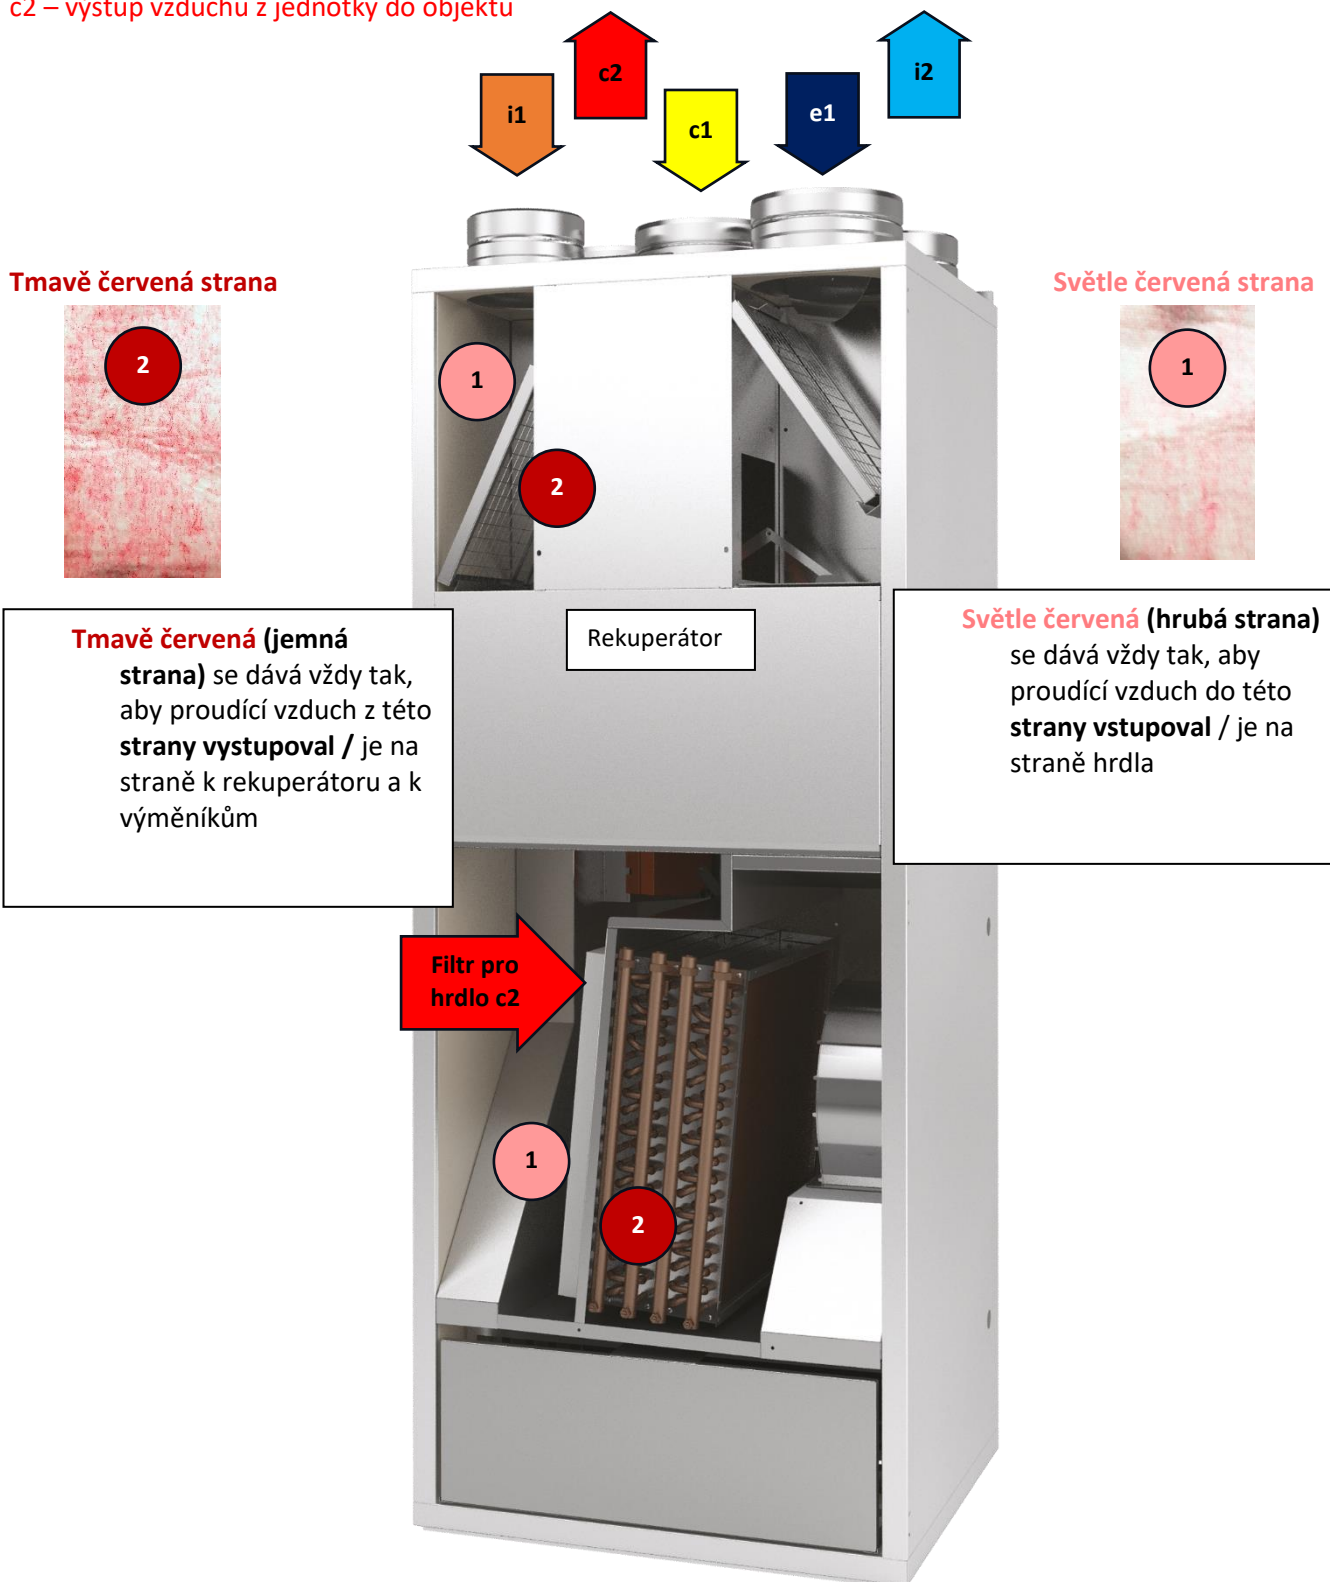 c2 – výstup vzduchu z jednotky do objektu
i1
c2
c1
e1
i2
Tmavě červená strana
2
Světle červená strana
1
1
2
Rekuperátor
Tmavě červená (jemná
strana) se dává vždy tak,
aby proudící vzduch z této
strany vystupoval / je na
straně k rekuperátoru a k
výměníkům
Světle červená (hrubá strana)
se dává vždy tak, aby
proudící vzduch do této
strany vstupoval / je na
straně hrdla
Filtr pro
hrdlo c2
1
2